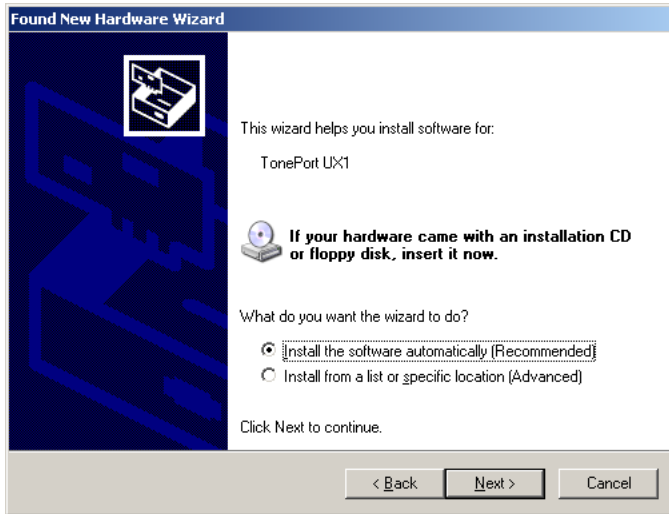 Found New Hardware Wizard
This wizard helps you install software for:
TonePort UX1
If your hardware came with an installation CD
or floppy disk, insert it now.
What do you want the wizard to do?
Install the software automatically (Recommended)
Install from a list or specific location (Advanced)
Click Next to continue.
< Back Next > Cancel